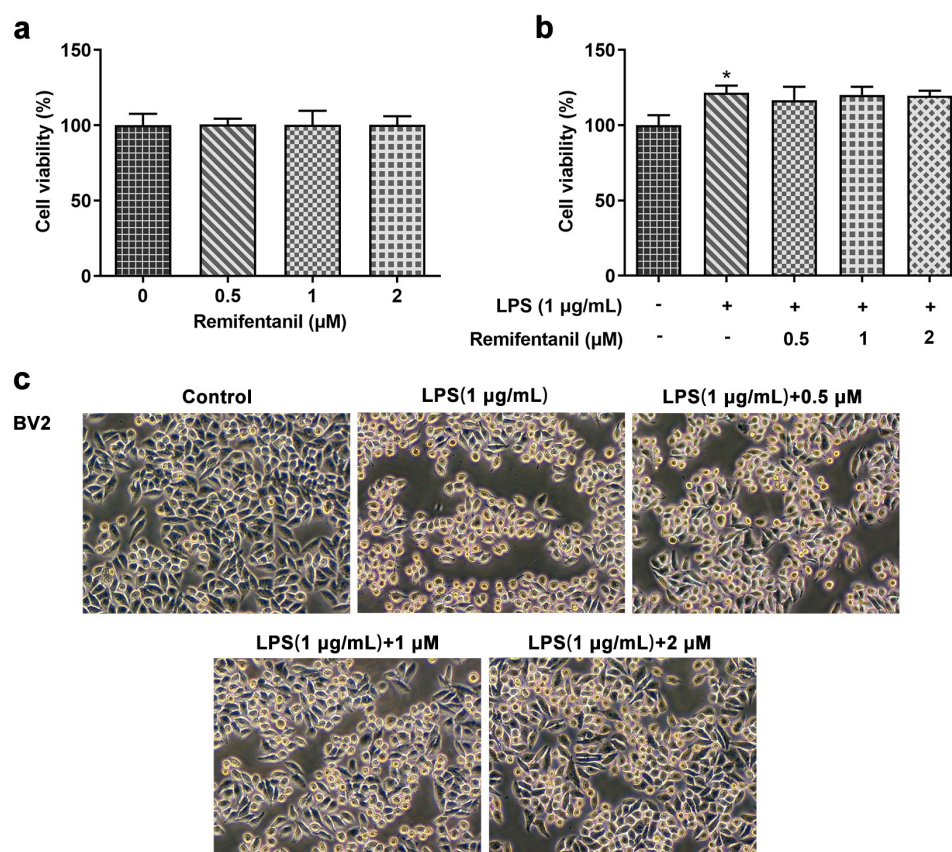 a
150
100
50
0
Cell viability (%)
0 0.5 1 2
Remifentanil (μM)
b
150
100
50
0
Cell viability (%)
*
LPS (1 μg/mL) - + + + +
Remifentanil (μM) - - 0.5 1 2
c
BV2
Control
LPS(1 μg/mL)
LPS(1 μg/mL)+0.5 μM
LPS(1 μg/mL)+1 μM
LPS(1 μg/mL)+2 μM